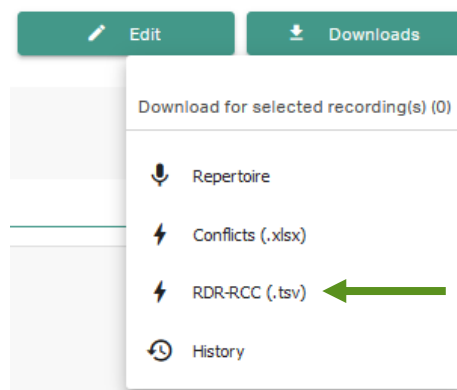 Edit
Downloads
Download for selected recording(s) (0)
Repertoire
Conflicts (.xlsx)
RDR-RCC (.tsv)
History